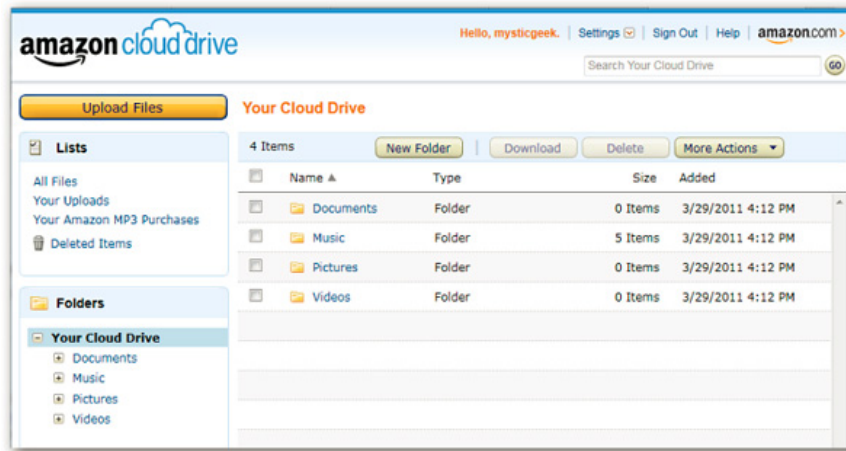 amazon cloud drive
Hello, mysticgeek. | Settings | Sign Out | Help | amazon.com >
Search Your Cloud Drive GO
Upload Files
Your Cloud Drive
Lists
All Files
Your Uploads
Your Amazon MP3 Purchases
Deleted Items
Folders
Your Cloud Drive
Documents
Music
Pictures
Videos
4 Items New Folder | Download Delete More Actions
Name Type Size Added
Documents Folder 0 Items 3/29/2011 4:12 PM
Music Folder 5 Items 3/29/2011 4:12 PM
Pictures Folder 0 Items 3/29/2011 4:12 PM
Videos Folder 0 Items 3/29/2011 4:12 PM